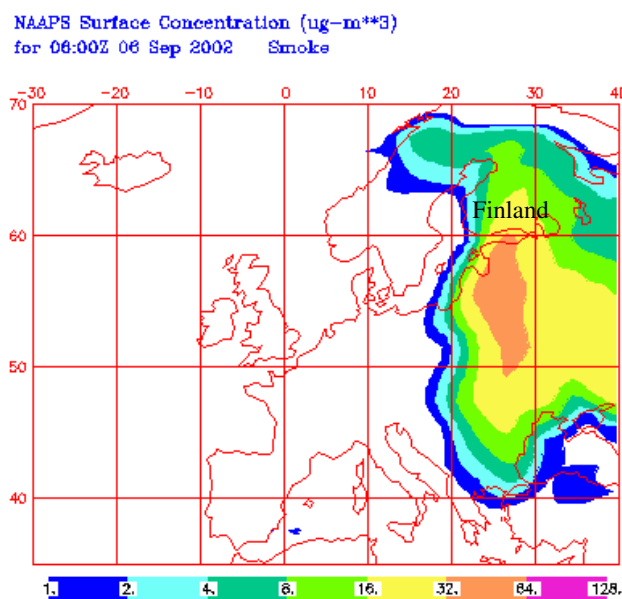 NAAPS Surface Concentration (ug-m**3)
for 06:00Z 06 Sep 2002 Smoke
-30 -20 -10 0 10 20 30 40
70
Finland
60
50
40
1. 2. 4. 8. 16. 32. 64. 128.